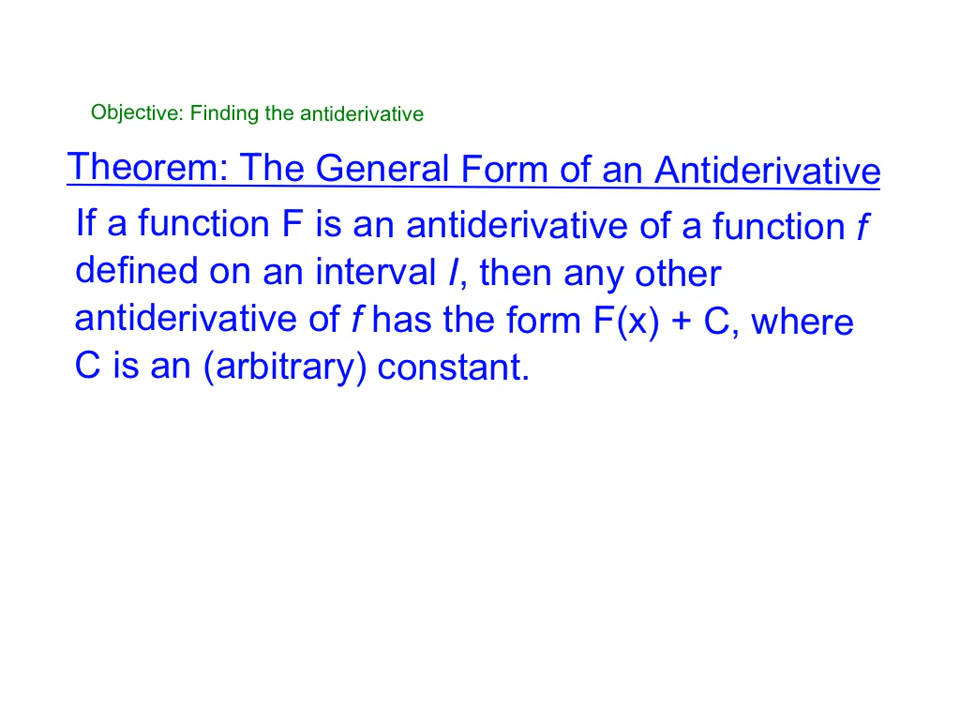 Objective: Finding the antiderivative
Theorem: The General Form of an Antiderivative
If a function F is an antiderivative of a function f
defined on an interval I, then any other
antiderivative of f has the form F(x) + C, where
C is an (arbitrary) constant.